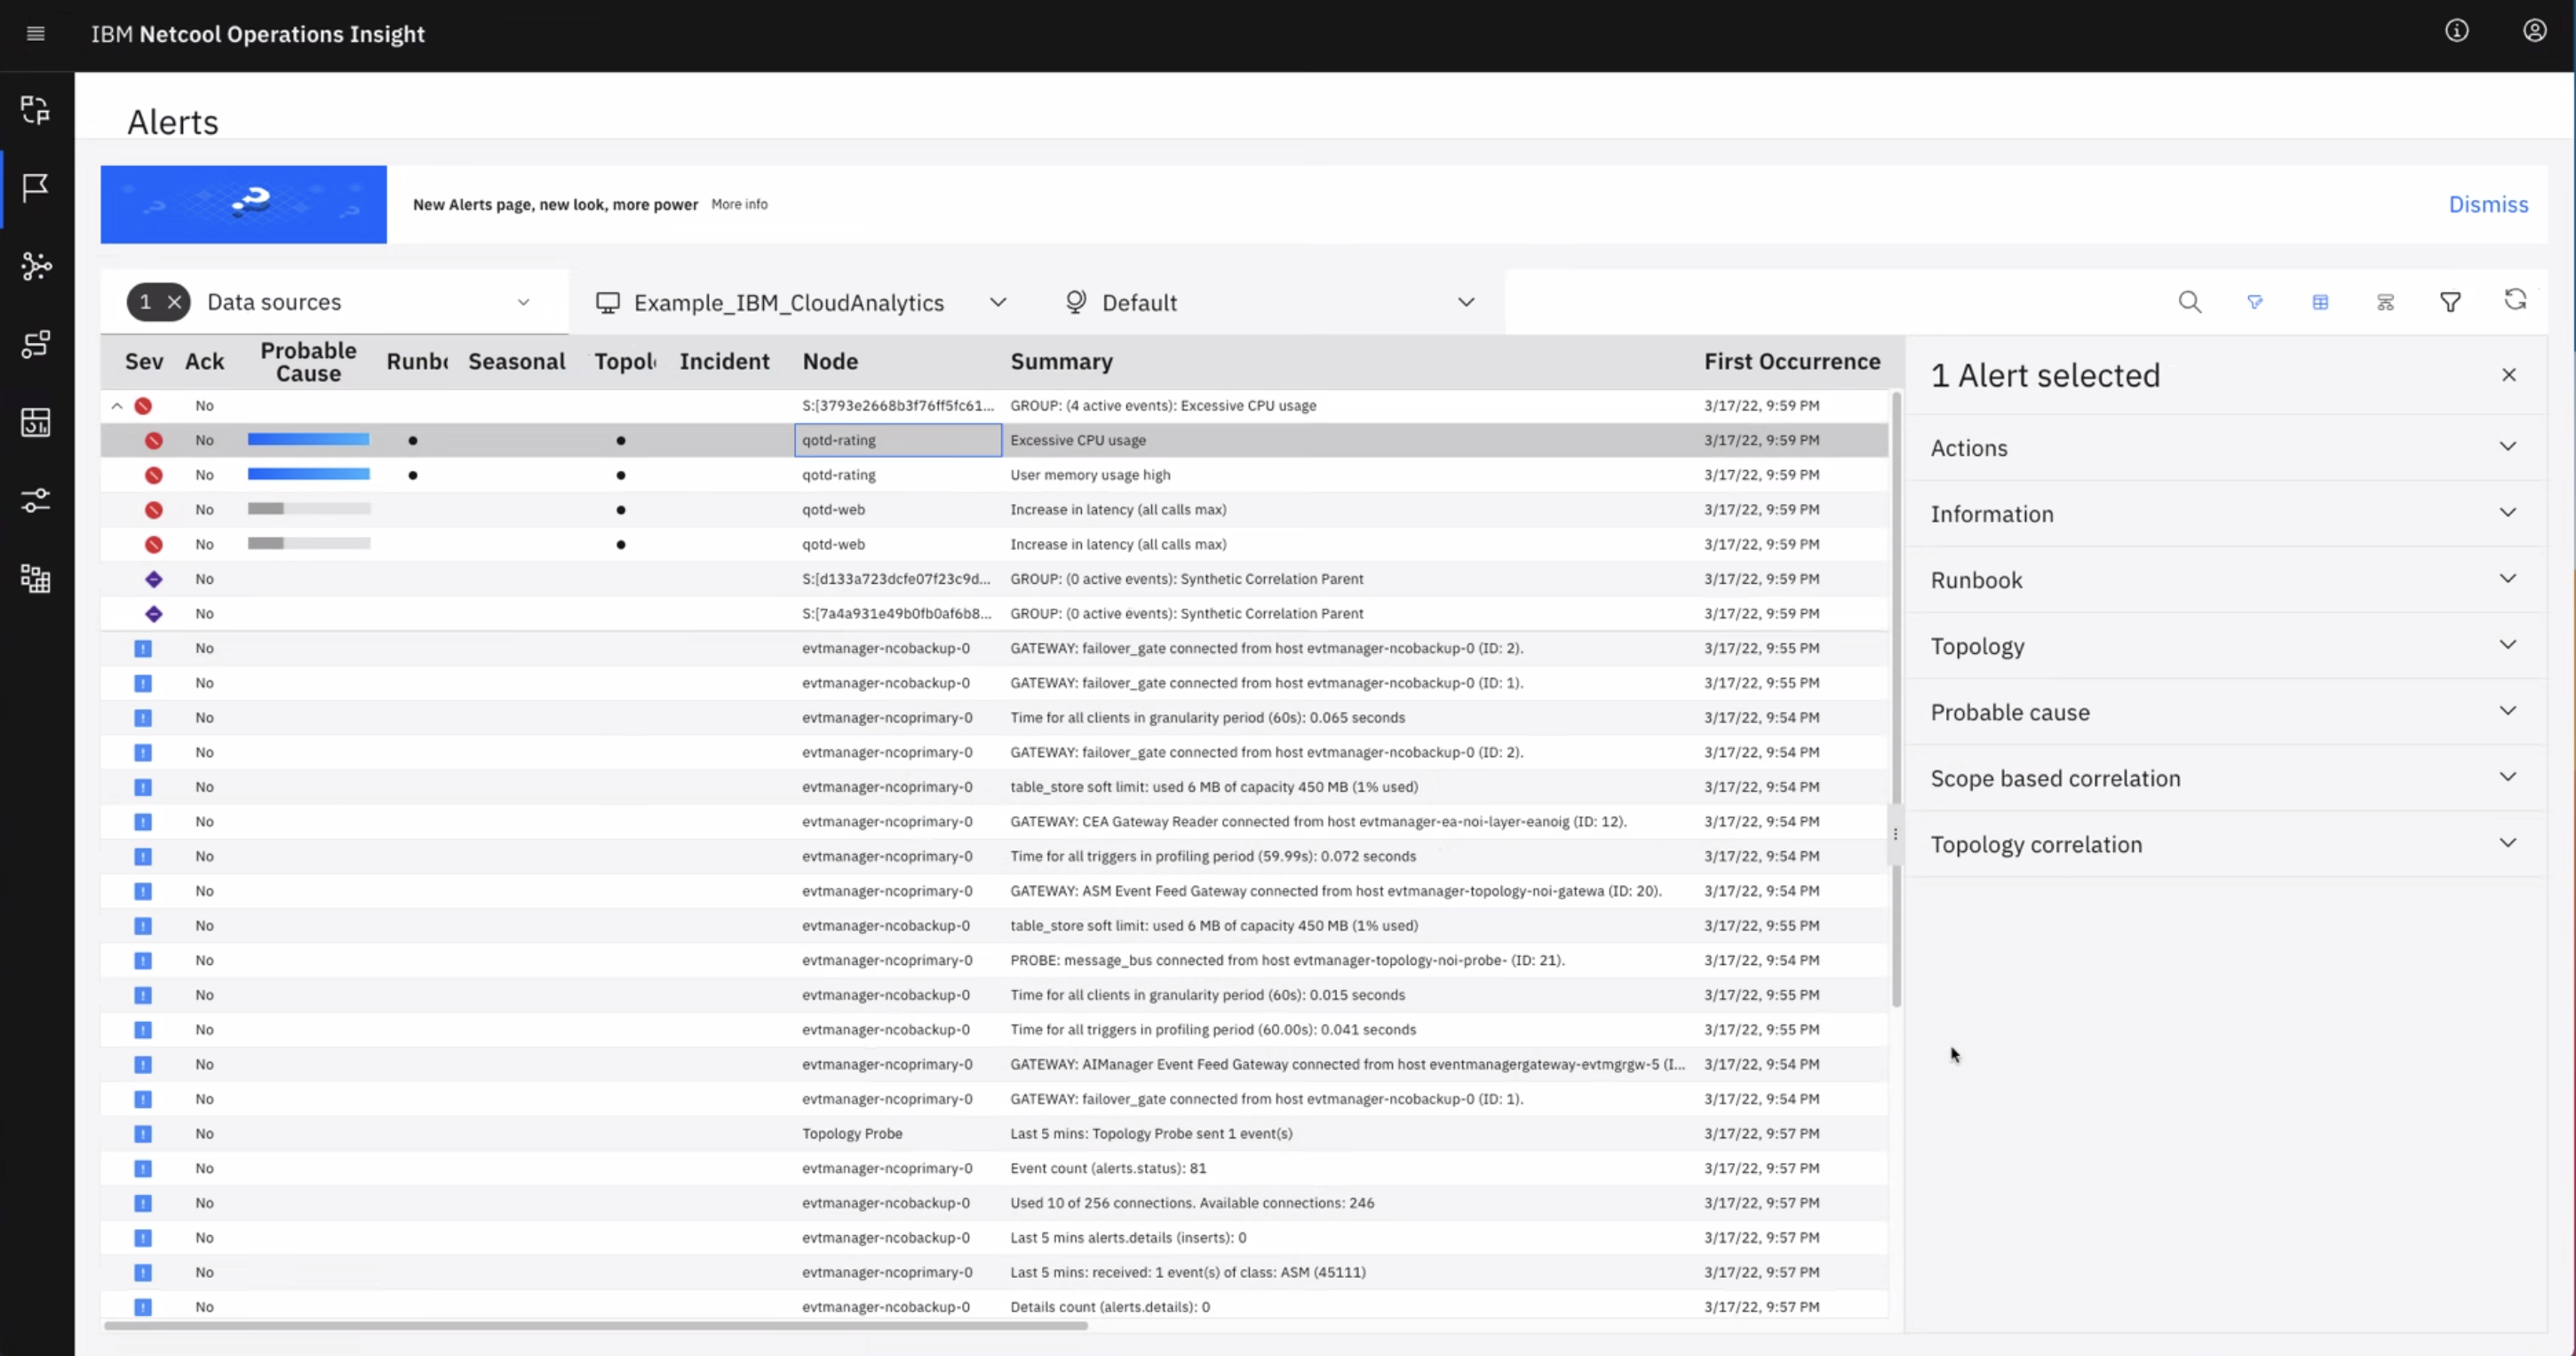 IBM Netcool Operations Insight
Alerts
New Alerts page, new look, more power More info Dismiss
1 Data sources Example_IBM_CloudAnalytics Default
Sev Ack Probable Cause Runb Seasonal Topol Incident Node Summary First Occurrence
No S:[3793e2668b3f76ff5fc61... GROUP: (4 active events): Excessive CPU usage 3/17/22, 9:59 PM
No qotd-rating Excessive CPU usage 3/17/22, 9:59 PM
No qotd-rating User memory usage high 3/17/22, 9:59 PM
No qotd-web Increase in latency (all calls max) 3/17/22, 9:59 PM
No qotd-web Increase in latency (all calls max) 3/17/22, 9:59 PM
No S:[d133a723dcfe07f23c9d... GROUP: (0 active events): Synthetic Correlation Parent 3/17/22, 9:59 PM
No S:[7a4a931e49b0fb0af6b8... GROUP: (0 active events): Synthetic Correlation Parent 3/17/22, 9:59 PM
No evtmanager-ncobackup-0 GATEWAY: failover_gate connected from host evtmanager-ncobackup-0 (ID: 2). 3/17/22, 9:55 PM
No evtmanager-ncobackup-0 GATEWAY: failover_gate connected from host evtmanager-ncobackup-0 (ID: 1). 3/17/22, 9:55 PM
No evtmanager-ncoprimary-0 Time for all clients in granularity period (60s): 0.065 seconds 3/17/22, 9:54 PM
No evtmanager-ncoprimary-0 GATEWAY: failover_gate connected from host evtmanager-ncobackup-0 (ID: 2). 3/17/22, 9:54 PM
No evtmanager-ncoprimary-0 table_store soft limit: used 6 MB of capacity 450 MB (1% used) 3/17/22, 9:54 PM
No evtmanager-ncoprimary-0 GATEWAY: CEA Gateway Reader connected from host evtmanager-ea-noi-layer-eanoig (ID: 12). 3/17/22, 9:54 PM
No evtmanager-ncoprimary-0 Time for all triggers in profiling period (59.99s): 0.072 seconds 3/17/22, 9:54 PM
No evtmanager-ncoprimary-0 GATEWAY: ASM Event Feed Gateway connected from host evtmanager-topology-noi-gatewa (ID: 20). 3/17/22, 9:54 PM
No evtmanager-ncobackup-0 table_store soft limit: used 6 MB of capacity 450 MB (1% used) 3/17/22, 9:55 PM
No evtmanager-ncoprimary-0 PROBE: message_bus connected from host evtmanager-topology-noi-probe- (ID: 21). 3/17/22, 9:54 PM
No evtmanager-ncobackup-0 Time for all clients in granularity period (60s): 0.015 seconds 3/17/22, 9:55 PM
No evtmanager-ncobackup-0 Time for all triggers in profiling period (60.00s): 0.041 seconds 3/17/22, 9:55 PM
No evtmanager-ncoprimary-0 GATEWAY: AIManager Event Feed Gateway connected from host eventmanagergateway-evtmgrgw-5 (I... 3/17/22, 9:54 PM
No evtmanager-ncoprimary-0 GATEWAY: failover_gate connected from host evtmanager-ncobackup-0 (ID: 1). 3/17/22, 9:54 PM
No Topology Probe Last 5 mins: Topology Probe sent 1 event(s) 3/17/22, 9:57 PM
No evtmanager-ncoprimary-0 Event count (alerts.status): 81 3/17/22, 9:57 PM
No evtmanager-ncobackup-0 Used 10 of 256 connections. Available connections: 246 3/17/22, 9:57 PM
No evtmanager-ncobackup-0 Last 5 mins alerts.details (inserts): 0 3/17/22, 9:57 PM
No evtmanager-ncoprimary-0 Last 5 mins: received: 1 event(s) of class: ASM (45111) 3/17/22, 9:57 PM
No evtmanager-ncobackup-0 Details count (alerts.details): 0 3/17/22, 9:57 PM
1 Alert selected
Actions
Information
Runbook
Topology
Probable cause
Scope based correlation
Topology correlation